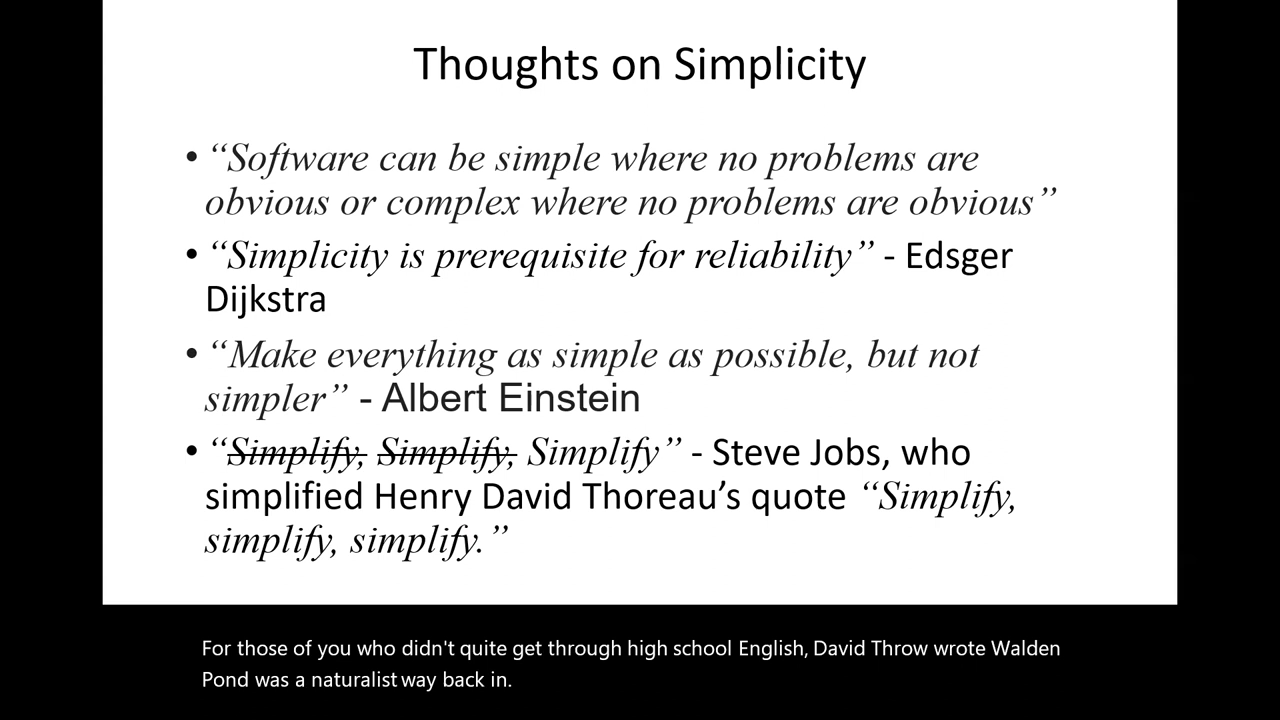 Thoughts on Simplicity
• “Software can be simple where no problems are
obvious or complex where no problems are obvious”
• “Simplicity is prerequisite for reliability” - Edsger
Dijkstra
• “Make everything as simple as possible, but not
simpler” - Albert Einstein
• “Simplify, Simplify, Simplify” - Steve Jobs, who
simplified Henry David Thoreau’s quote “Simplify,
simplify, simplify.”
For those of you who didn't quite get through high school English, David Throw wrote Walden
Pond was a naturalist way back in.